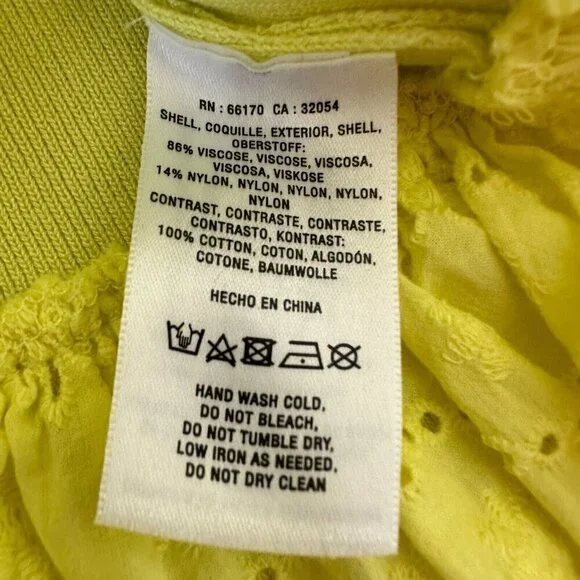 RN : 66170 CA : 32054
SHELL, COQUILLE, EXTERIOR, SHELL,
OBERSTOFF:
86% VISCOSE, VISCOSE, VISCOSA,
VISCOSA, VISKOSE
14% NYLON, NYLON, NYLON, NYLON,
NYLON
CONTRAST, CONTRASTE, CONTRASTE,
CONTRASTO, KONTRAST:
100% COTTON, COTON, ALGODÓN,
COTONE, BAUMWOLLE
HECHO EN CHINA
HAND WASH COLD,
DO NOT BLEACH,
DO NOT TUMBLE DRY,
LOW IRON AS NEEDED,
DO NOT DRY CLEAN